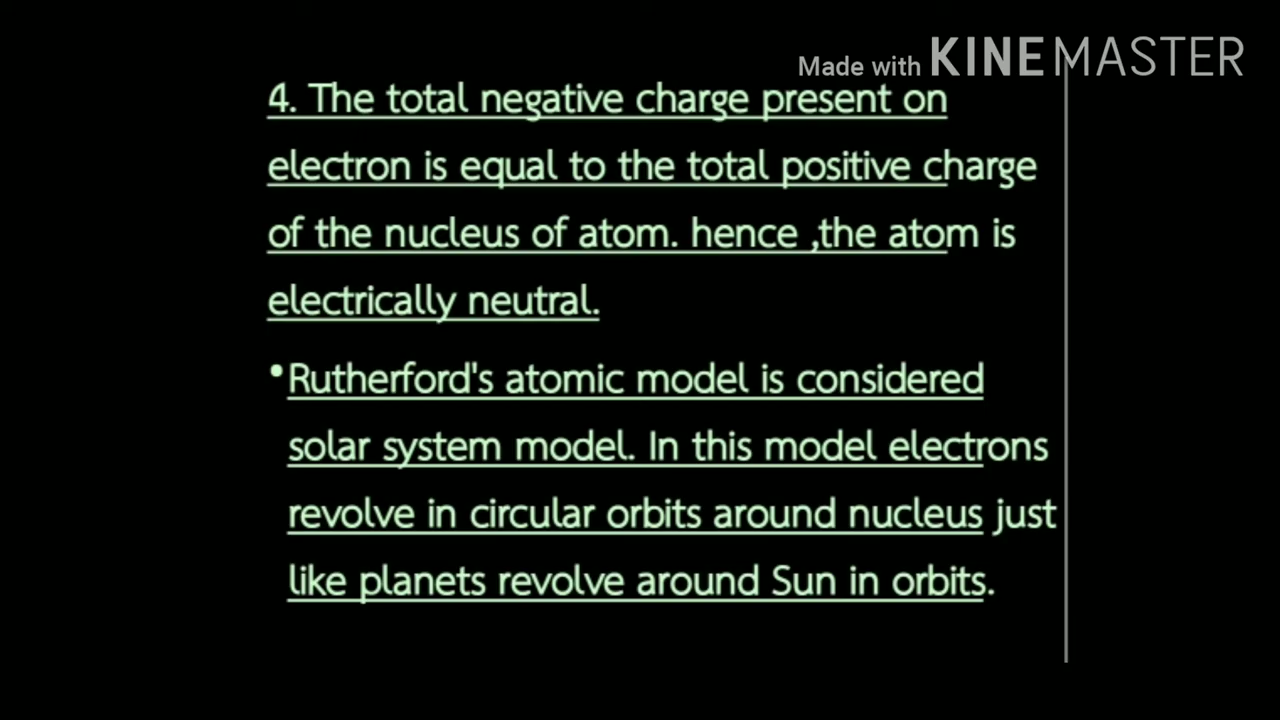 Made with KINEMASTER
4. The total negative charge present on
electron is equal to the total positive charge
of the nucleus of atom. hence ,the atom is
electrically neutral.
•Rutherford's atomic model is considered
solar system model. In this model electrons
revolve in circular orbits around nucleus just
like planets revolve around Sun in orbits.